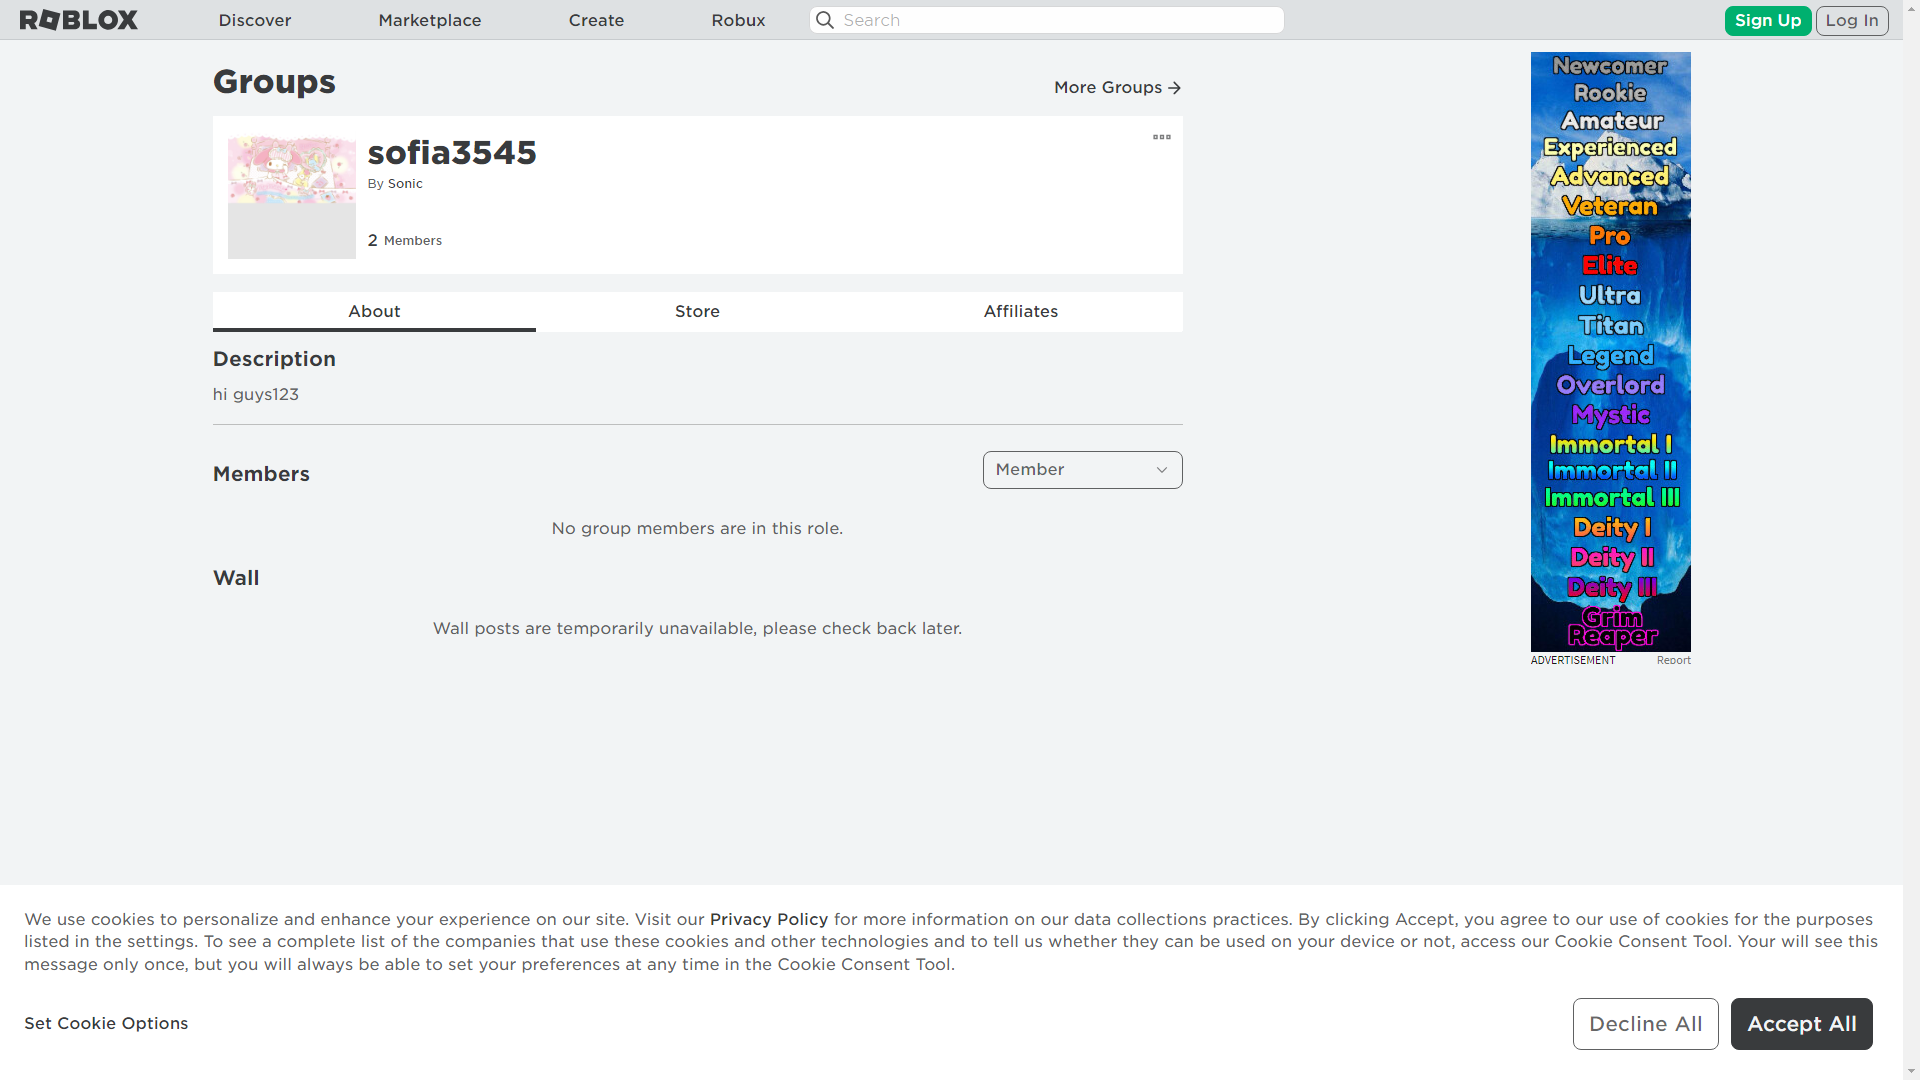 ROBLOX
Discover
Marketplace
Create
Robux
Search
Sign Up
Log In
Groups
More Groups
sofia3545
By Sonic
2 Members
About
Store
Affiliates
Description
hi guys123
Members
Member
No group members are in this role.
Wall
Wall posts are temporarily unavailable, please check back later.
Newcomer
Rookie
Amateur
Experienced
Advanced
Veteran
Pro
Elite
Ultra
Titan
Legend
Overlord
Mystic
Immortal I
Immortal II
Immortal III
Deity I
Deity II
Deity III
Grim
Reaper
ADVERTISEMENT
Report
We use cookies to personalize and enhance your experience on our site. Visit our Privacy Policy for more information on our data collections practices. By clicking Accept, you agree to our use of cookies for the purposes
listed in the settings. To see a complete list of the companies that use these cookies and other technologies and to tell us whether they can be used on your device or not, access our Cookie Consent Tool. Your will see this
message only once, but you will always be able to set your preferences at any time in the Cookie Consent Tool.
Set Cookie Options
Decline All
Accept All